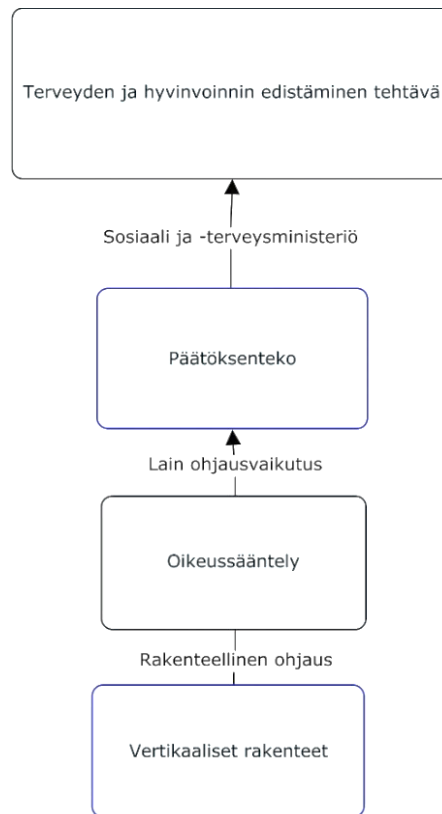 Terveyden ja hyvinvoinnin edistäminen tehtävä
Sosiaali ja -terveysministeriö
Päätöksenteko
Lain ohjausvaikutus
Oikeussääntely
Rakenteellinen ohjaus
Vertikaaliset rakenteet